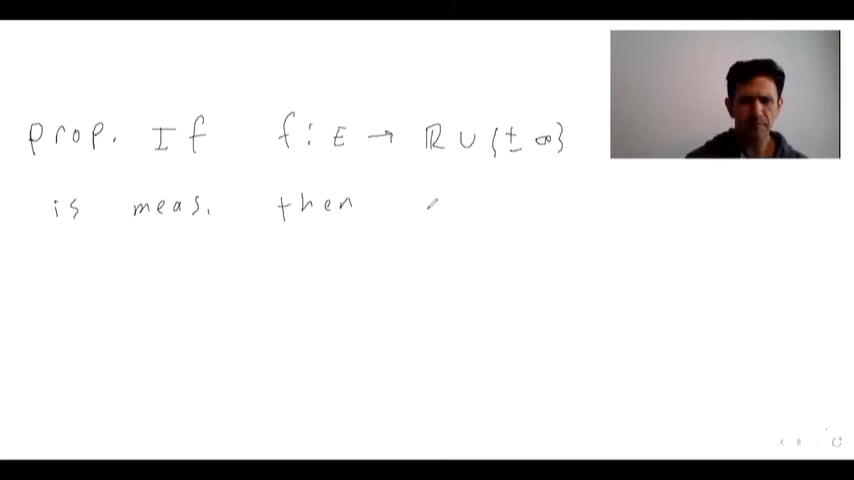 prop. If f: E → ℝ ∪ {± ∞}
is meas. then